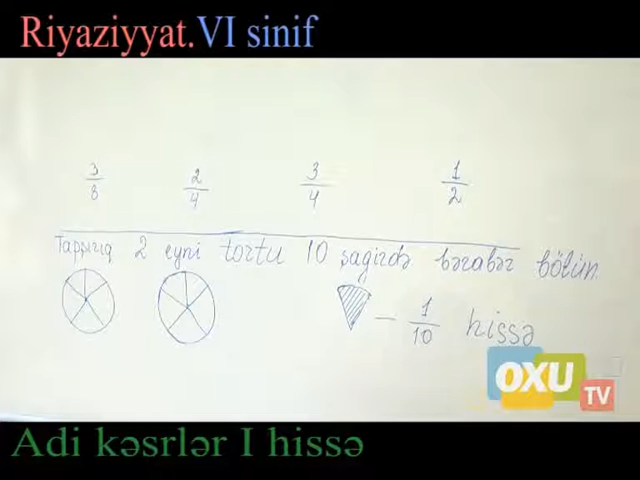 Riyaziyyat.VI sinif
3/8 2/4 3/4 1/2
Tapşırıq 2 eyni tortu 10 şagirdə bərabər bölün
— 1/10 hissə
OXU
TV
Adi kəsrlər I hissə